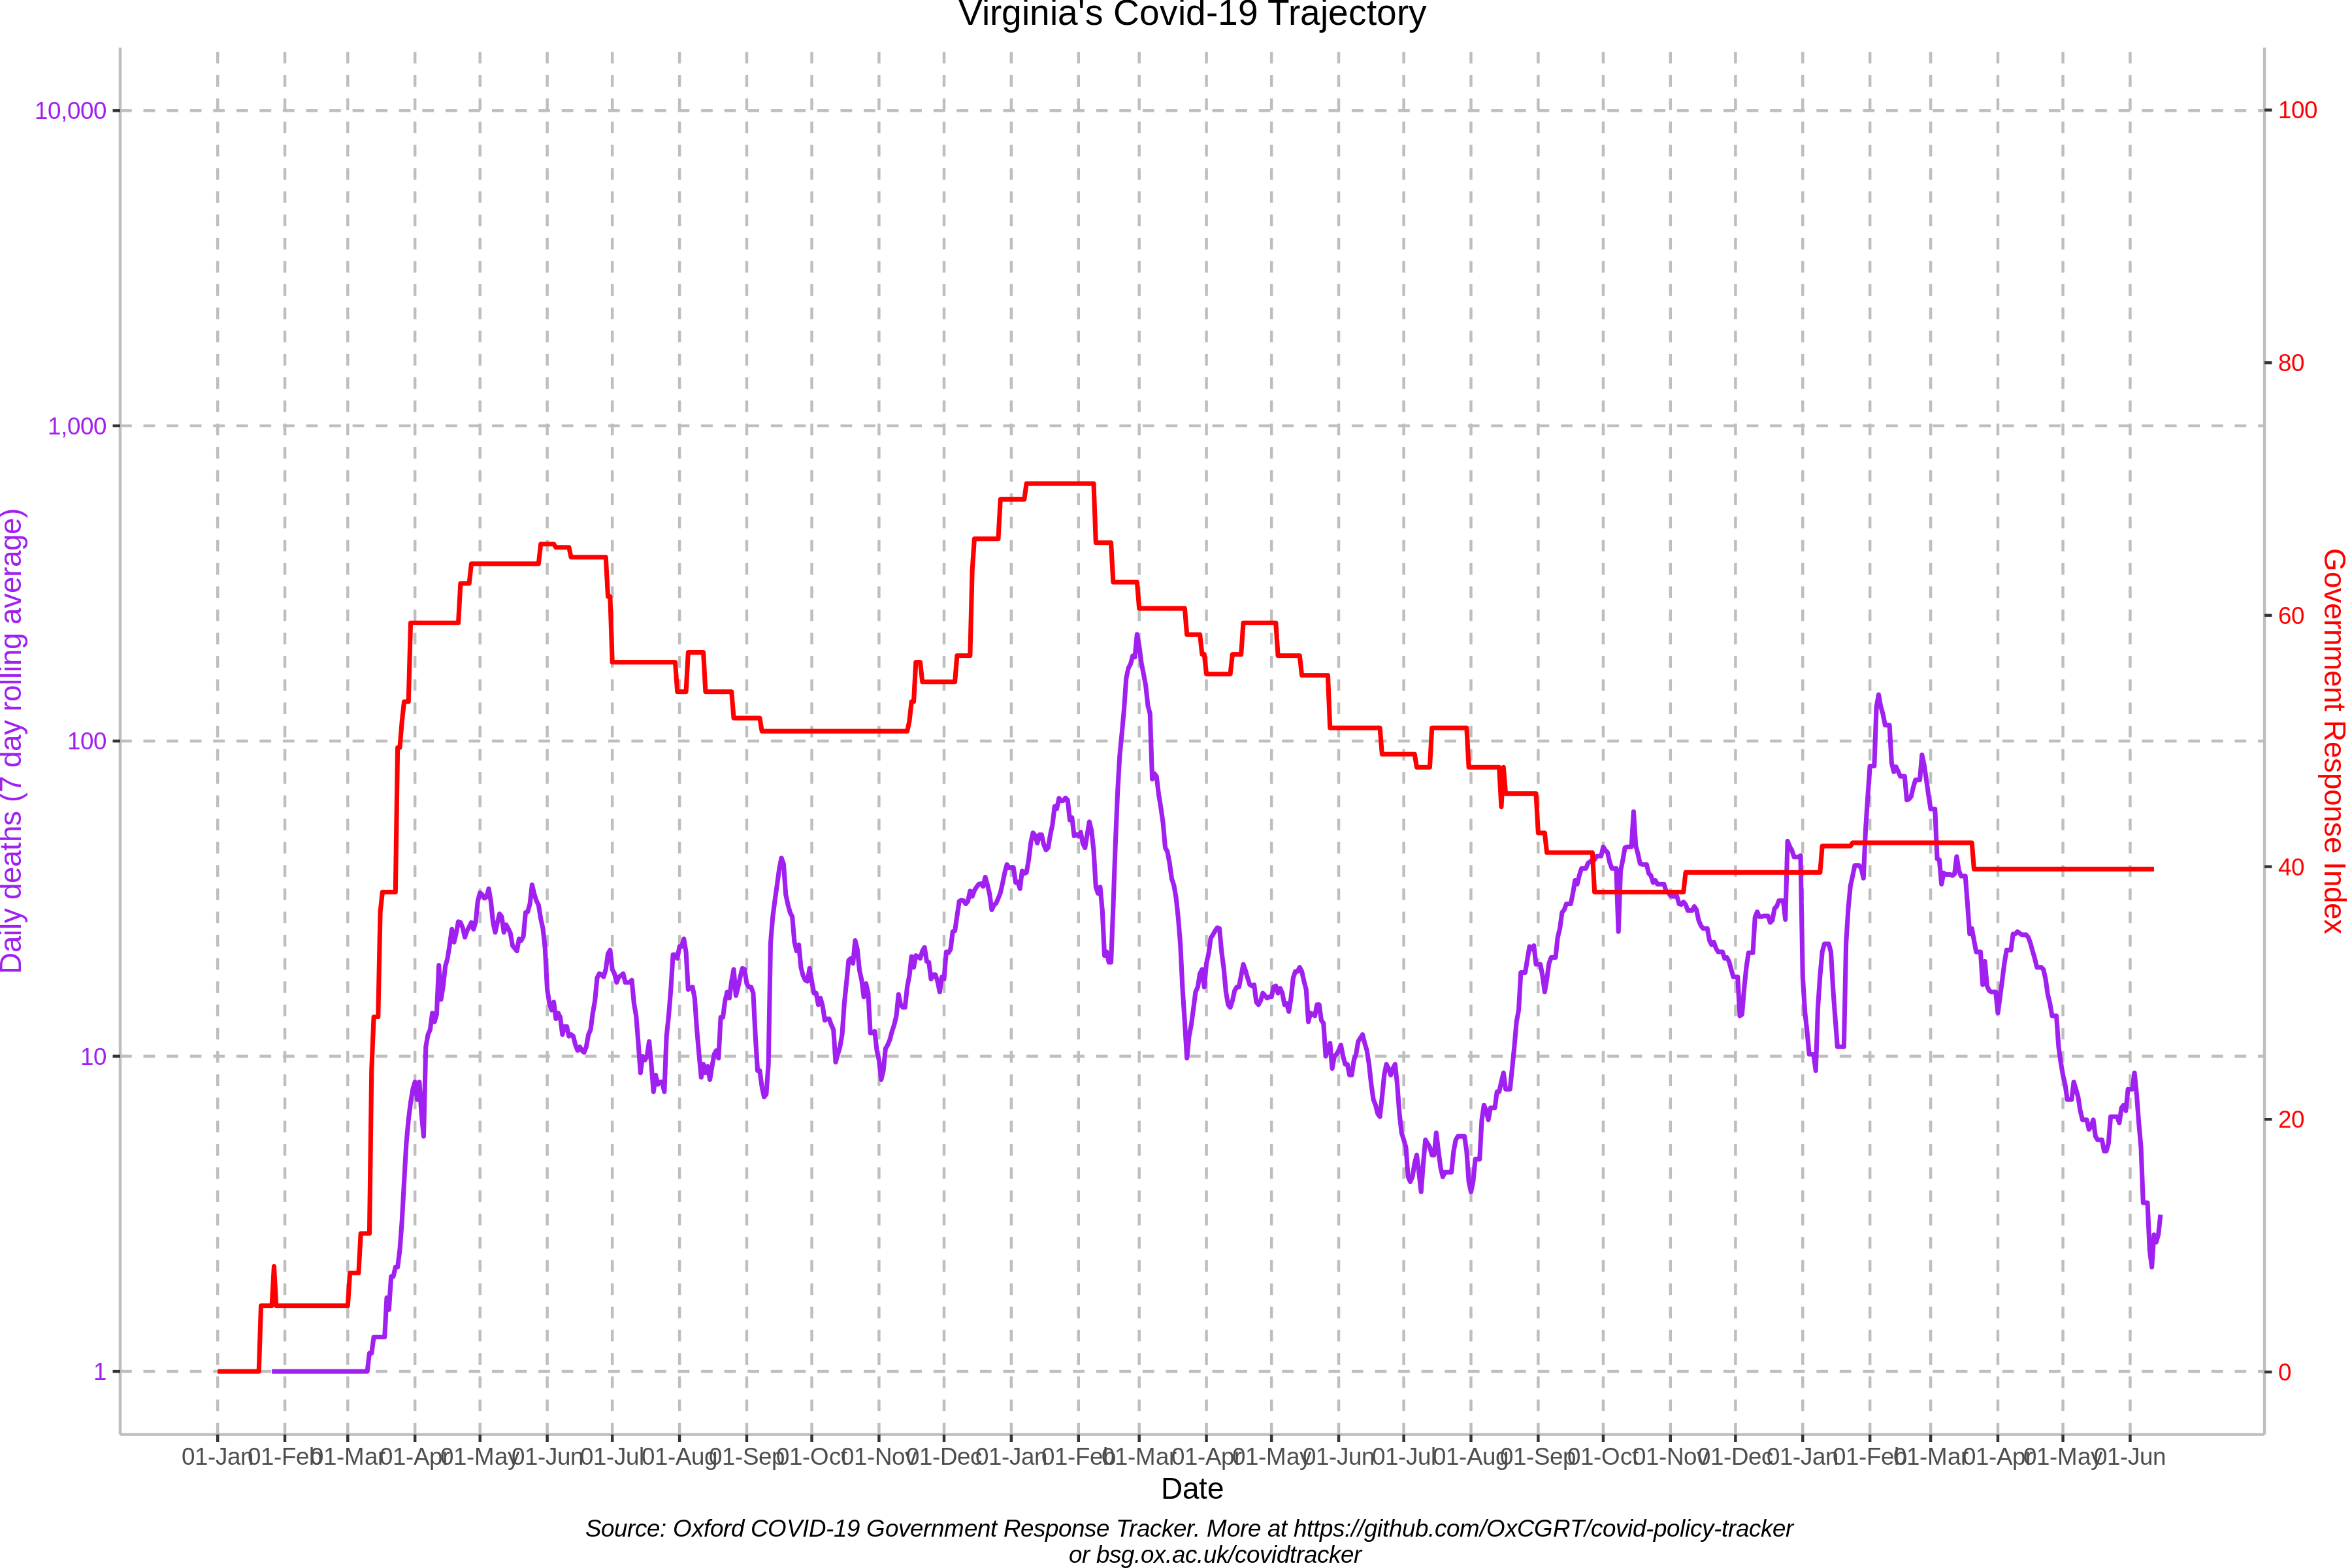 Virginia's Covid-19 Trajectory
10,000
1,000
100
10
1
Daily deaths (7 day rolling average)
100
80
60
40
20
0
Government Response Index
01-Jan
01-Feb
01-Mar
01-Apr
01-May
01-Jun
01-Jul
01-Aug
01-Sep
01-Oct
01-Nov
01-Dec
01-Jan
01-Feb
01-Mar
01-Apr
01-May
01-Jun
01-Jul
01-Aug
01-Sep
01-Oct
01-Nov
01-Dec
01-Jan
01-Feb
01-Mar
01-Apr
01-May
01-Jun
Date
Source: Oxford COVID-19 Government Response Tracker. More at https://github.com/OxCGRT/covid-policy-tracker
or bsg.ox.ac.uk/covidtracker